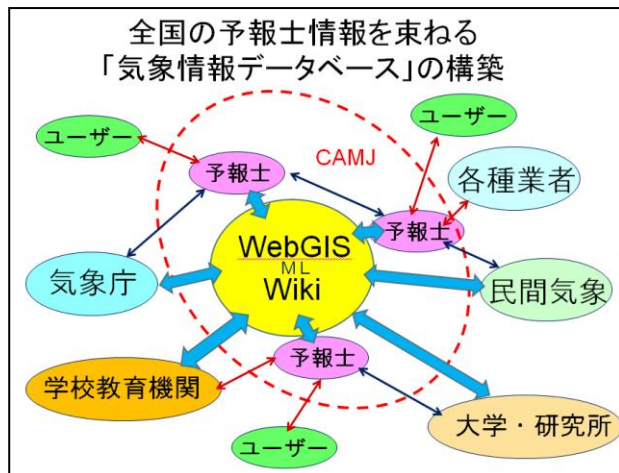 全国の予報士情報を束ねる
「気象情報データベース」の構築
ユーザー
ユーザー
CAMJ
予報士
各種業者
予報士
WebGIS
ML
Wiki
気象庁
民間気象
予報士
学校教育機関
大学・研究所
ユーザー